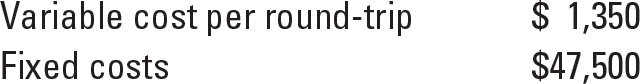 Variable cost per round-trip $ 1,350
Fixed costs $47,500